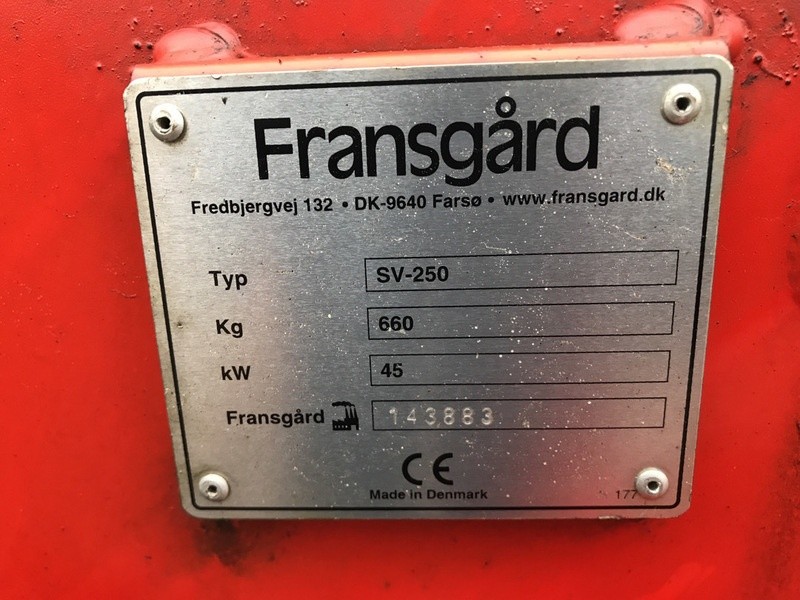 Fransgård
Fredbjergvej 132 • DK-9640 Farsø • www.fransgard.dk
Typ SV-250
Kg 660
kW 45
Fransgård 143883
CE
Made in Denmark 177